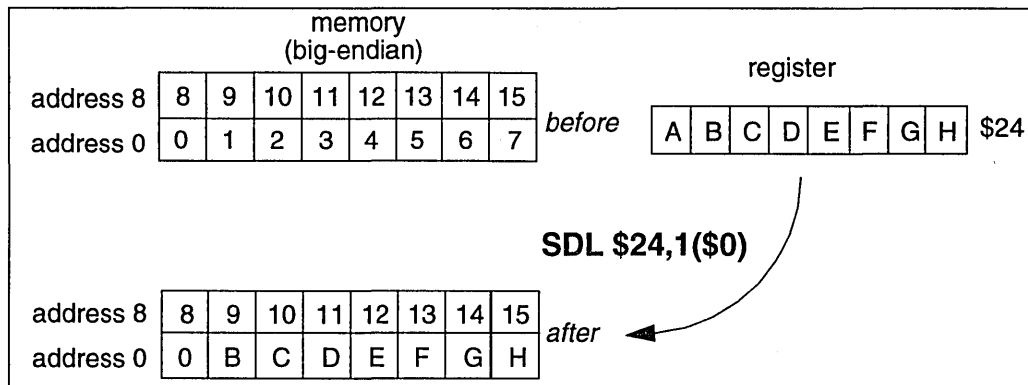 memory
(big-endian)
register
address 8 8 9 10 11 12 13 14 15
address 0 0 1 2 3 4 5 6 7
before
A B C D E F G H $24
SDL $24,1($0)
address 8 8 9 10 11 12 13 14 15
address 0 0 B C D E F G H
after